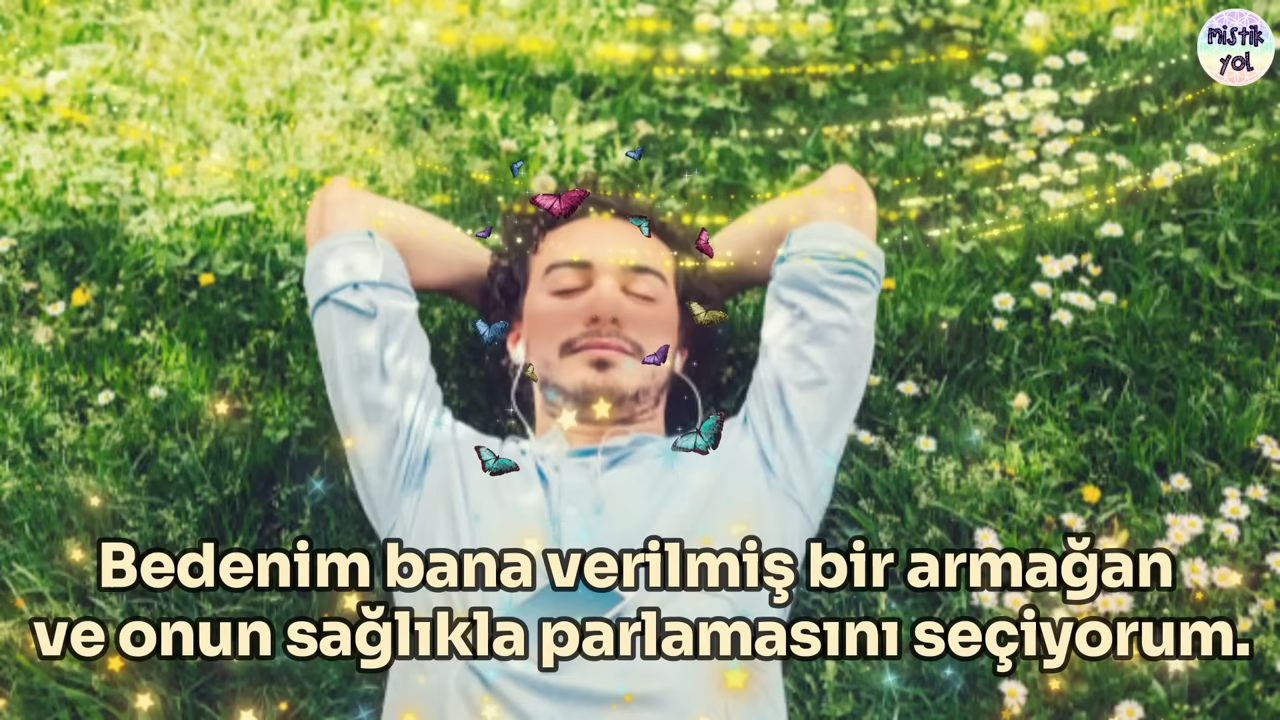 mistik
yol
Bedenim bana verilmiş bir armağan
ve onun sağlıkla parlamasını seçiyorum.